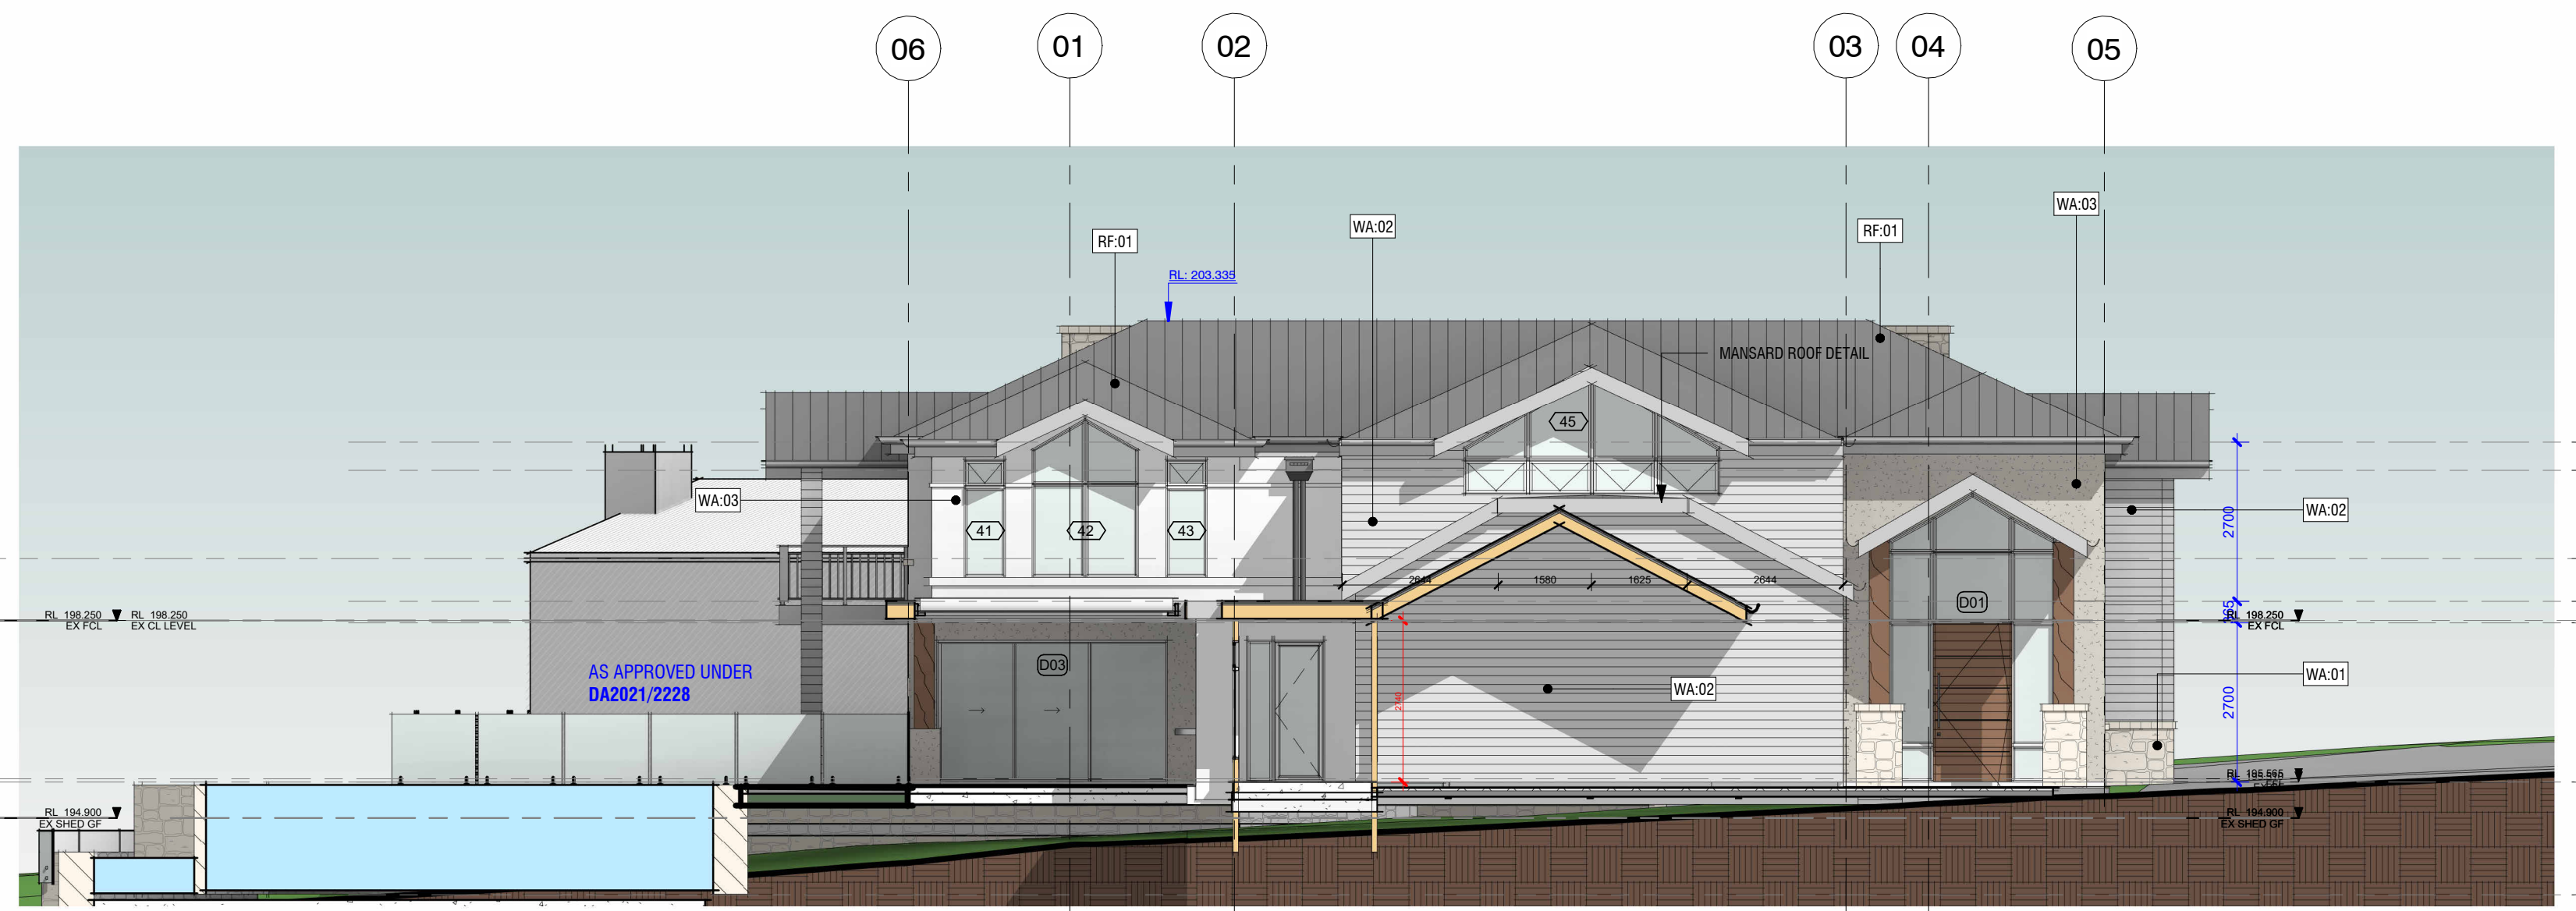 06
01
02
03
04
05
WA:03
WA:02
RF:01
RF:01
RL: 203.335
MANSARD ROOF DETAIL
45
WA:03
41
42
43
WA:02
2700
2644
1580
1625
2644
D01
RL 198.250
EX FCL
RL 198.250
EX CL LEVEL
RL 198.250
EX FCL
D03
AS APPROVED UNDER
DA2021/2228
WA:02
WA:01
2740
2700
RL 194.900
EX SHED GF
RL 194.900
EX SHED GF